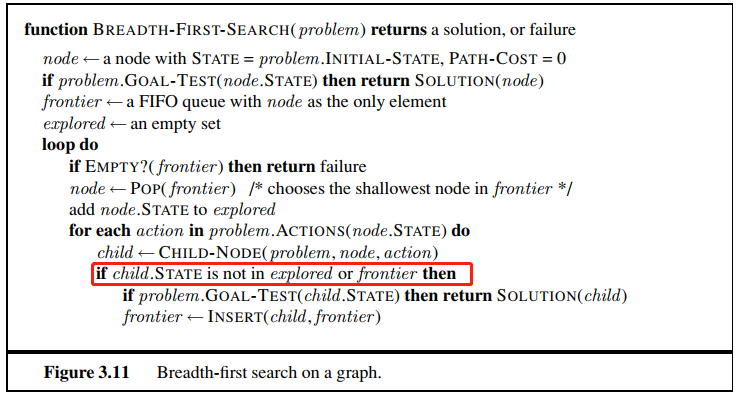 function BREADTH-FIRST-SEARCH(problem) returns a solution, or failure
node ← a node with STATE = problem.INITIAL-STATE, PATH-COST = 0
if problem.GOAL-TEST(node.STATE) then return SOLUTION(node)
frontier ← a FIFO queue with node as the only element
explored ← an empty set
loop do
if EMPTY?(frontier) then return failure
node ← POP(frontier) /* chooses the shallowest node in frontier */
add node.STATE to explored
for each action in problem.ACTIONS(node.STATE) do
child ← CHILD-NODE(problem, node, action)
if child.STATE is not in explored or frontier then
if problem.GOAL-TEST(child.STATE) then return SOLUTION(child)
frontier ← INSERT(child, frontier)
Figure 3.11 Breadth-first search on a graph.